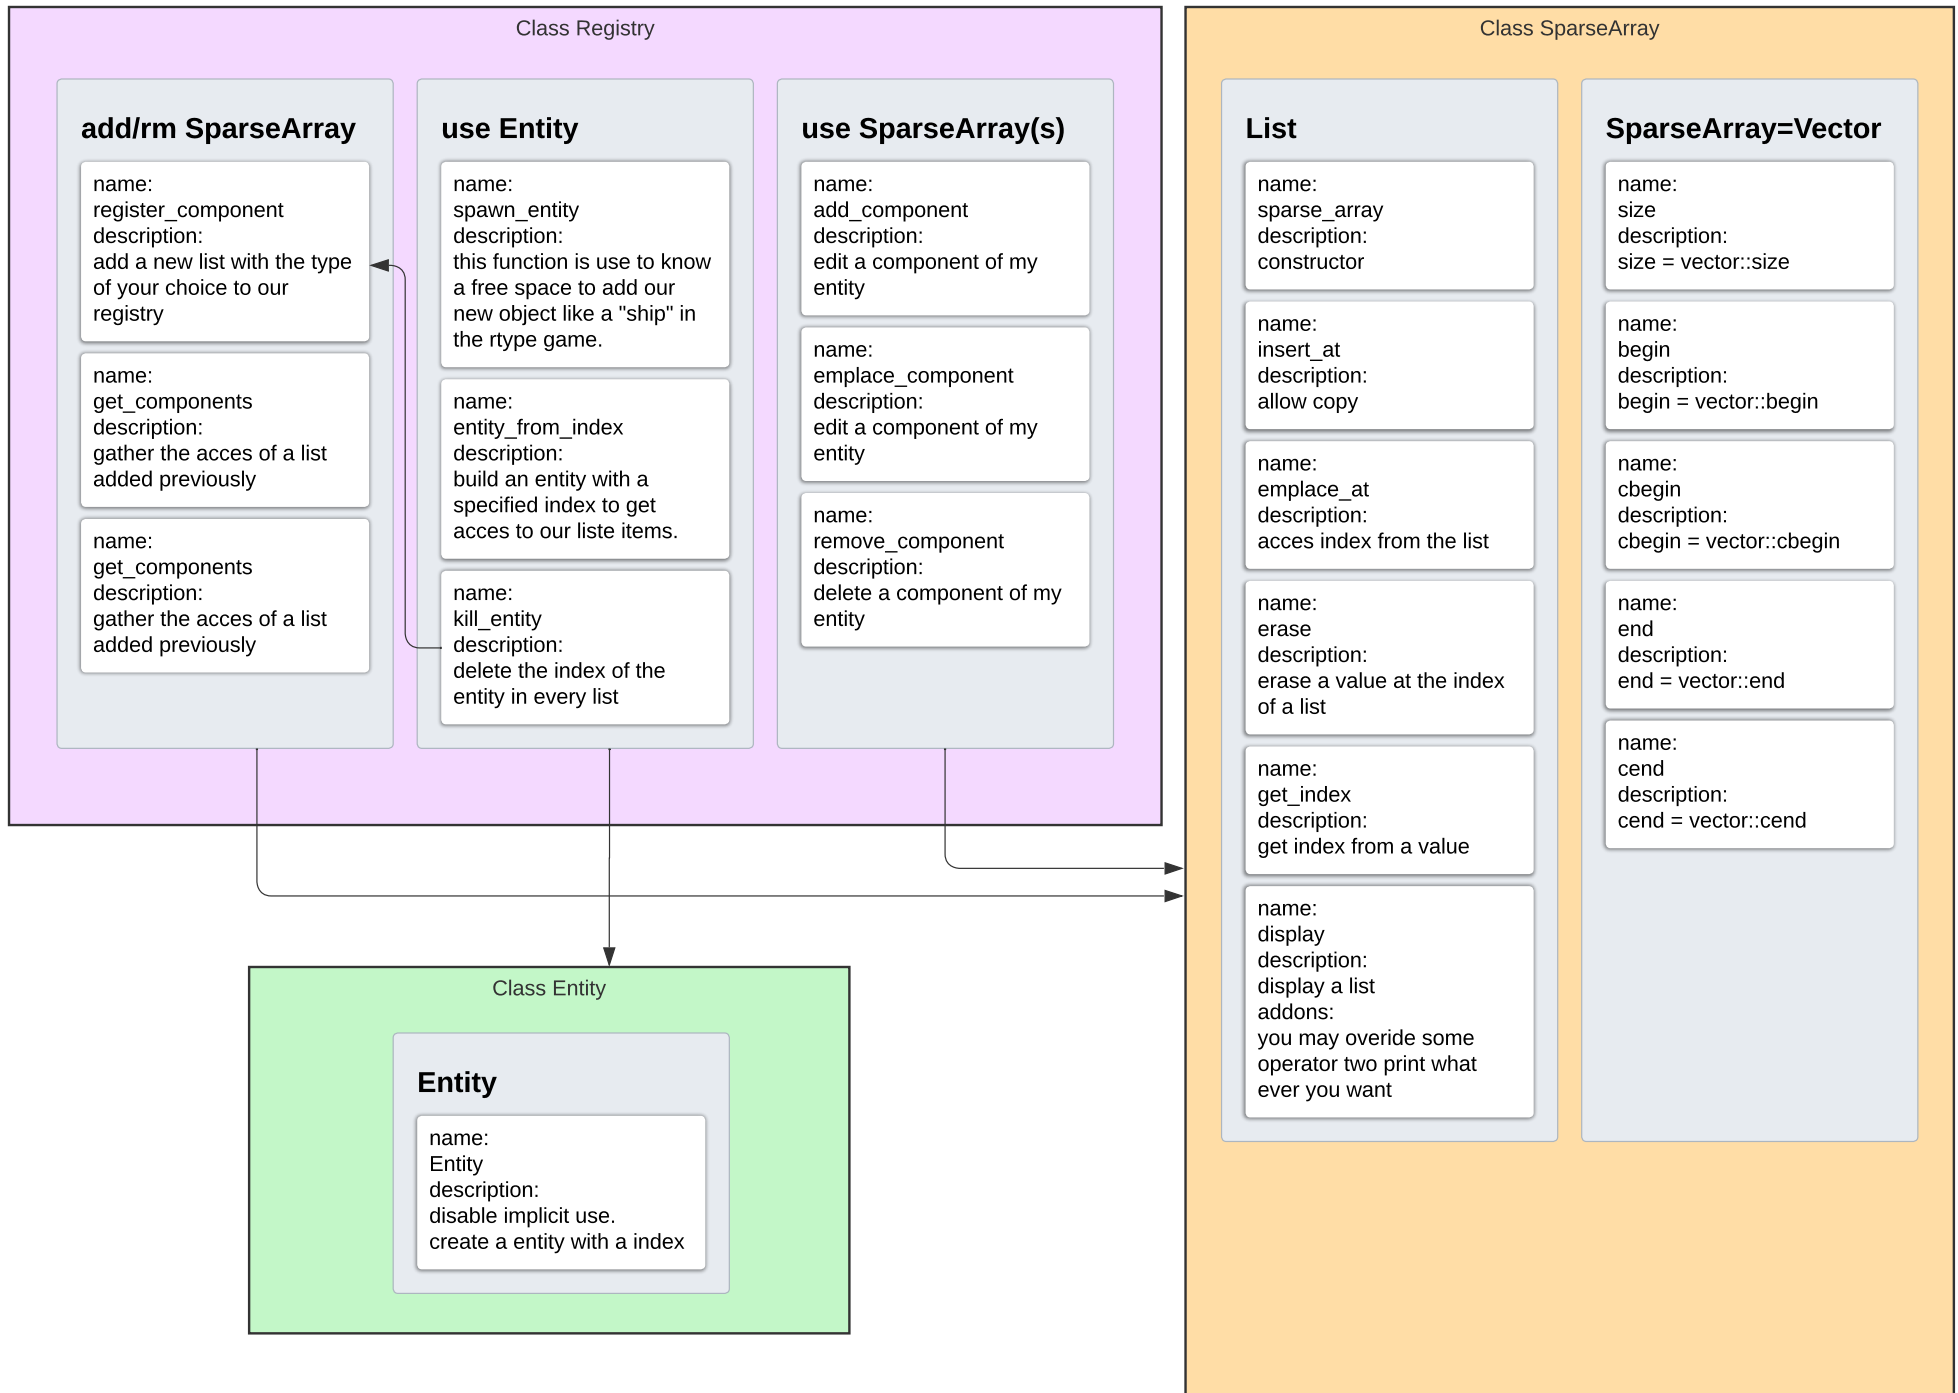 Class Registry
add/rm SparseArray
name:
register_component
description:
add a new list with the type
of your choice to our
registry
name:
get_components
description:
gather the acces of a list
added previously
name:
get_components
description:
gather the acces of a list
added previously
use Entity
name:
spawn_entity
description:
this function is use to know
a free space to add our
new object like a "ship" in
the rtype game.
name:
entity_from_index
description:
build an entity with a
specified index to get
acces to our liste items.
name:
kill_entity
description:
delete the index of the
entity in every list
use SparseArray(s)
name:
add_component
description:
edit a component of my
entity
name:
emplace_component
description:
edit a component of my
entity
name:
remove_component
description:
delete a component of my
entity
Class SparseArray
List
name:
sparse_array
description:
constructor
name:
insert_at
description:
allow copy
name:
emplace_at
description:
acces index from the list
name:
erase
description:
erase a value at the index
of a list
name:
get_index
description:
get index from a value
name:
display
description:
display a list
addons:
you may overide some
operator two print what
ever you want
SparseArray=Vector
name:
size
description:
size = vector::size
name:
begin
description:
begin = vector::begin
name:
cbegin
description:
cbegin = vector::cbegin
name:
end
description:
end = vector::end
name:
cend
description:
cend = vector::cend
Class Entity
Entity
name:
Entity
description:
disable implicit use.
create a entity with a index